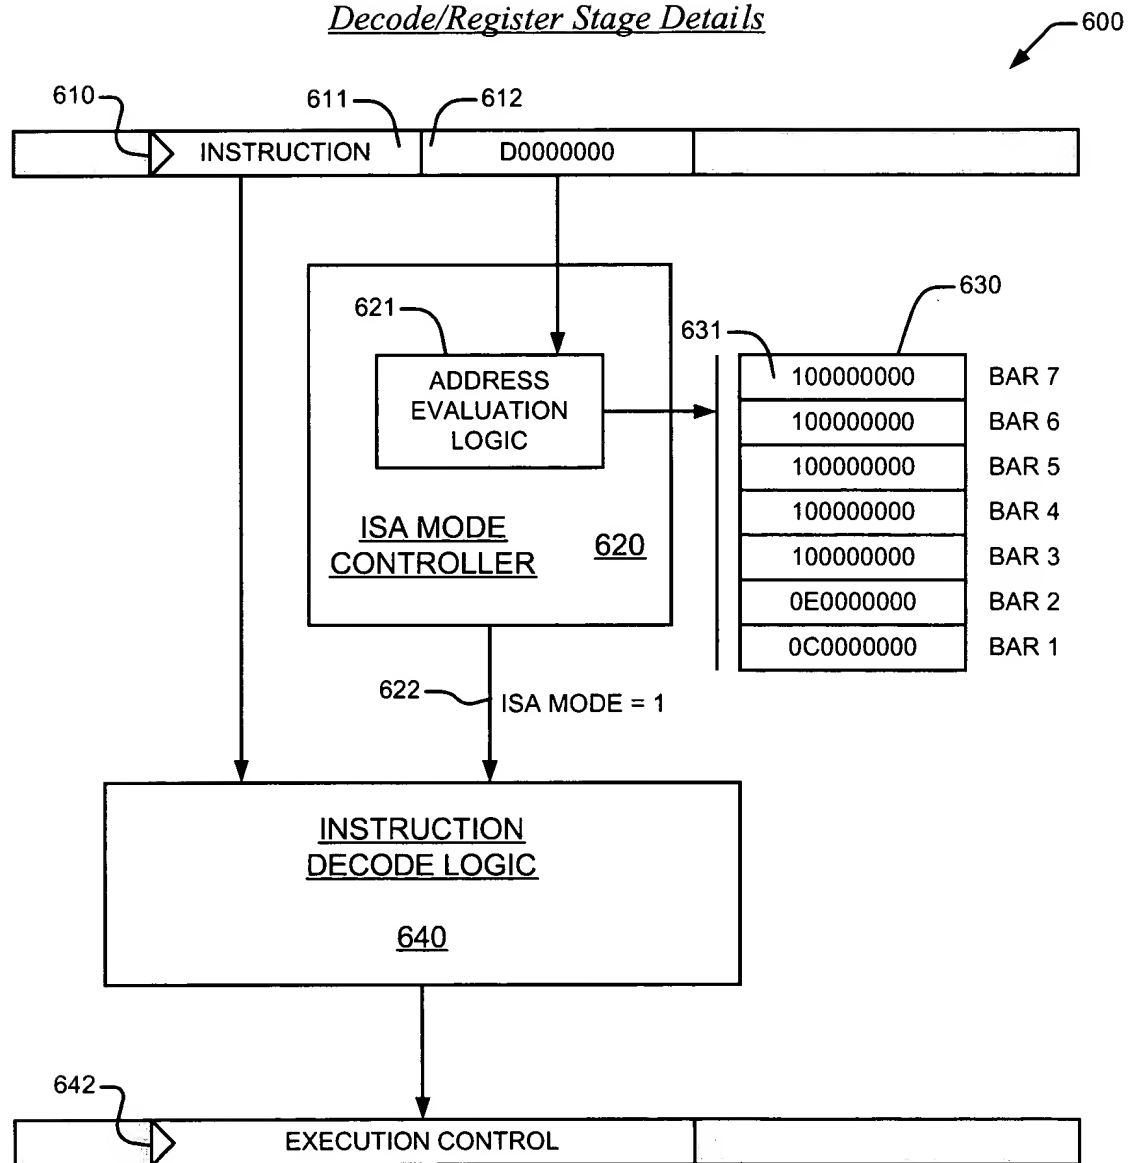 Decode/Register Stage Details
600
610
611
612
INSTRUCTION
D0000000
621
630
631
ADDRESS
EVALUATION
LOGIC
100000000 BAR 7
100000000 BAR 6
100000000 BAR 5
100000000 BAR 4
100000000 BAR 3
0E0000000 BAR 2
0C0000000 BAR 1
ISA MODE
CONTROLLER
620
622
ISA MODE = 1
INSTRUCTION
DECODE LOGIC
640
642
EXECUTION CONTROL